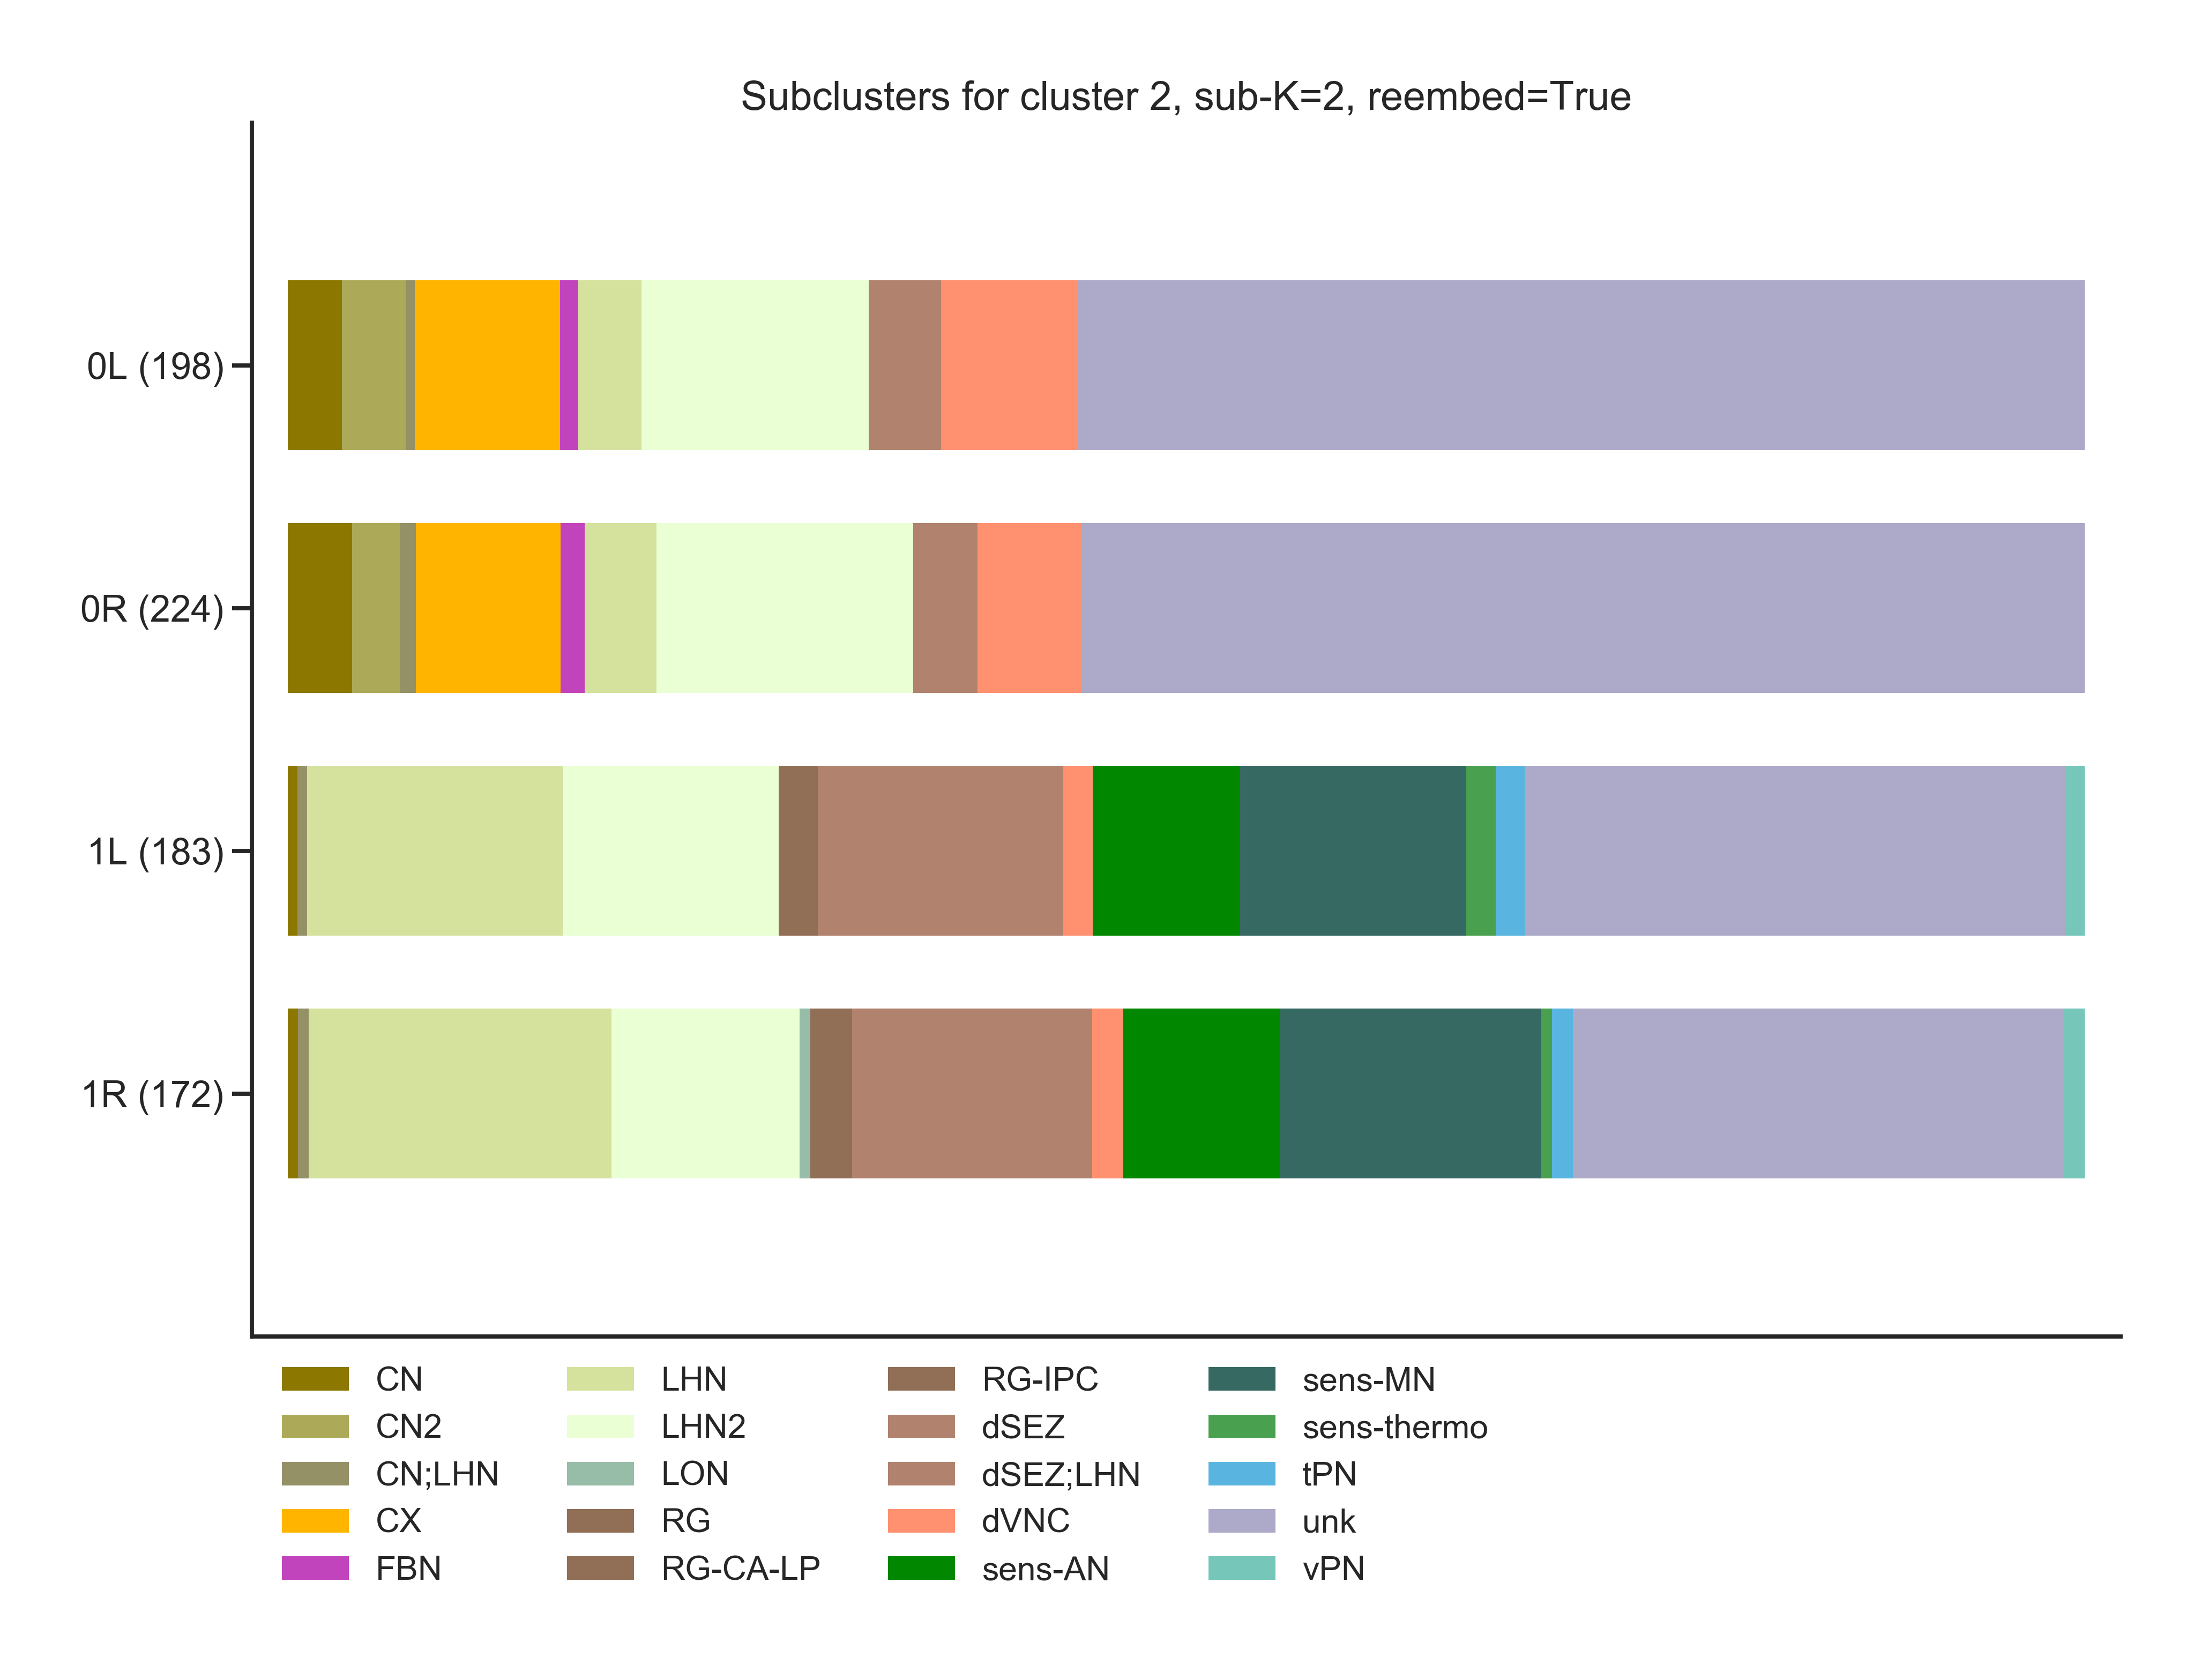 Subclusters for cluster 2, sub-K=2, reembed=True
0L (198)
0R (224)
1L (183)
1R (172)
CN
CN2
CN;LHN
CX
FBN
LHN
LHN2
LON
RG
RG-CA-LP
RG-IPC
dSEZ
dSEZ;LHN
dVNC
sens-AN
sens-MN
sens-thermo
tPN
unk
vPN